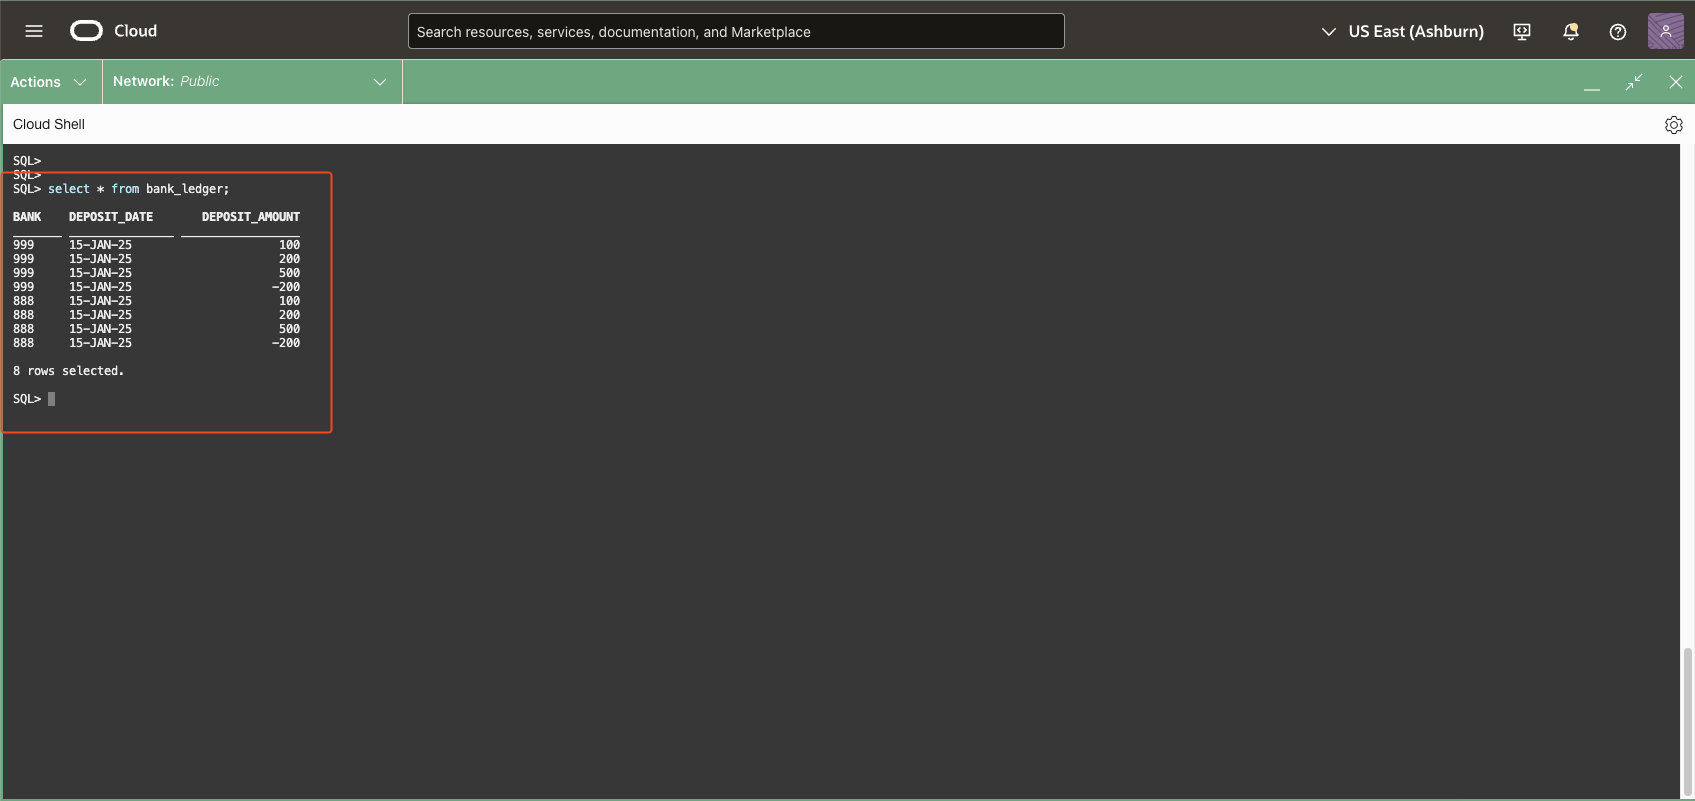 Cloud
Search resources, services, documentation, and Marketplace
US East (Ashburn)
Actions
Network: Public
Cloud Shell
SQL>
SQL>
SQL> select * from bank_ledger;
BANK DEPOSIT_DATE DEPOSIT_AMOUNT
999 15-JAN-25 100
999 15-JAN-25 200
999 15-JAN-25 500
999 15-JAN-25 -200
888 15-JAN-25 100
888 15-JAN-25 200
888 15-JAN-25 500
888 15-JAN-25 -200
8 rows selected.
SQL>